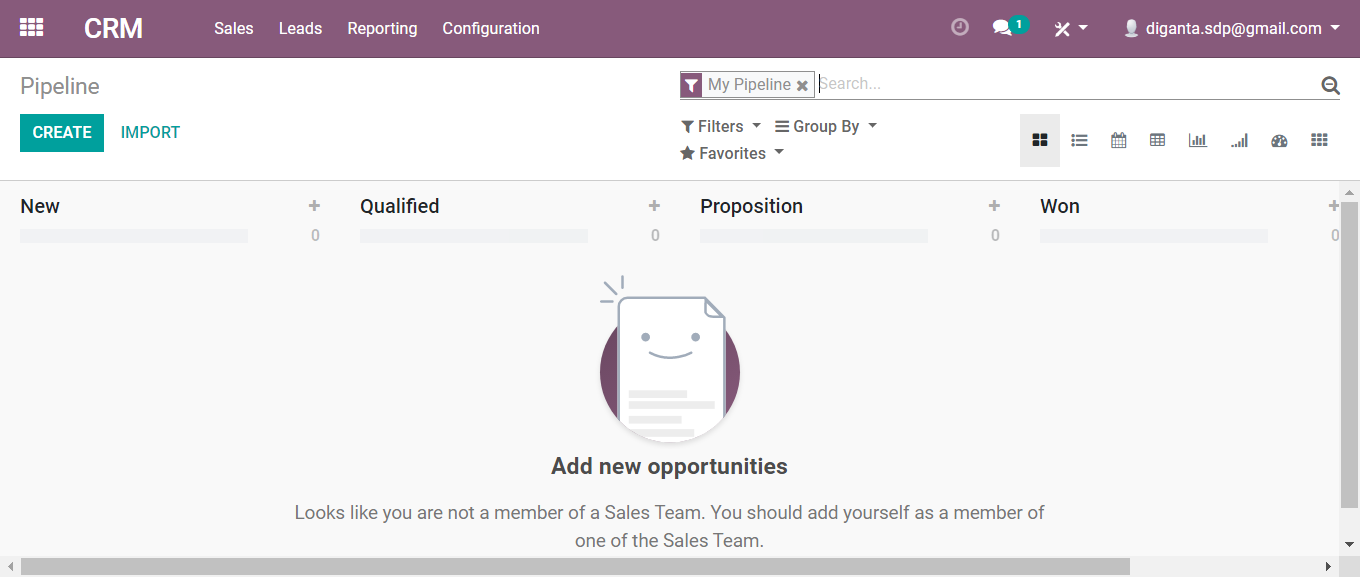 CRM Sales Leads Reporting Configuration 1 diganta.sdp@gmail.com
Pipeline My Pipeline Search...
CREATE IMPORT Filters Group By
Favorites
New Qualified Proposition Won
0 0 0 0
Add new opportunities
Looks like you are not a member of a Sales Team. You should add yourself as a member of
one of the Sales Team.